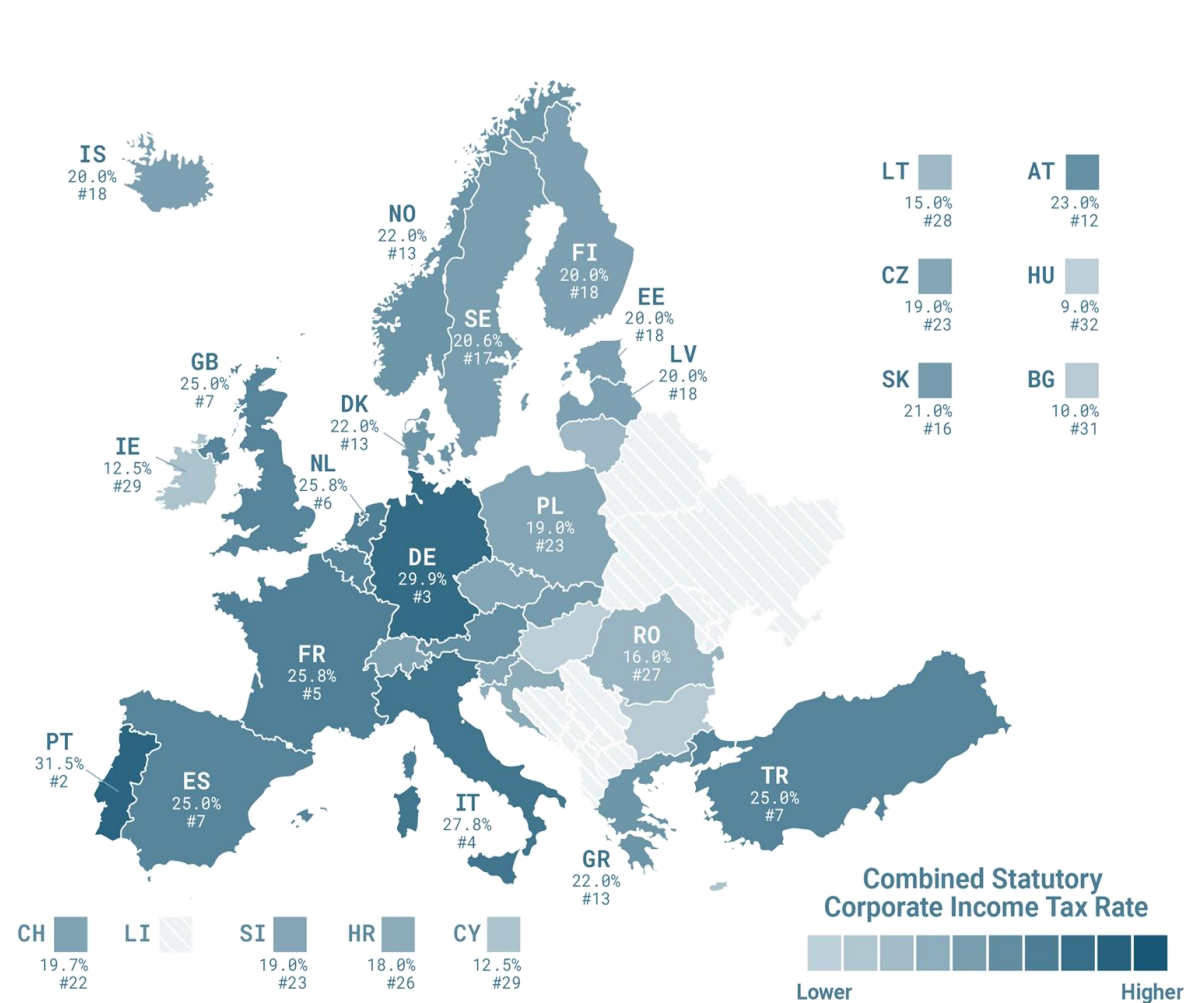 IS
20.0%
#18
NO
22.0%
#13
FI
20.0%
#18
SE
20.6%
#17
EE
20.0%
#18
LV
20.0%
#18
GB
25.0%
#7
DK
22.0%
#13
IE
12.5%
#29
NL
25.8%
#6
PL
19.0%
#23
DE
29.9%
#3
FR
25.8%
#5
RO
16.0%
#27
PT
31.5%
#2
ES
25.0%
#7
IT
27.8%
#4
GR
22.0%
#13
TR
25.0%
#7
LT
15.0%
#28
AT
23.0%
#12
CZ
19.0%
#23
HU
9.0%
#32
SK
21.0%
#16
BG
10.0%
#31
CH
19.7%
#22
LI
SI
19.0%
#23
HR
18.0%
#26
CY
12.5%
#29
Combined Statutory
Corporate Income Tax Rate
Lower Higher